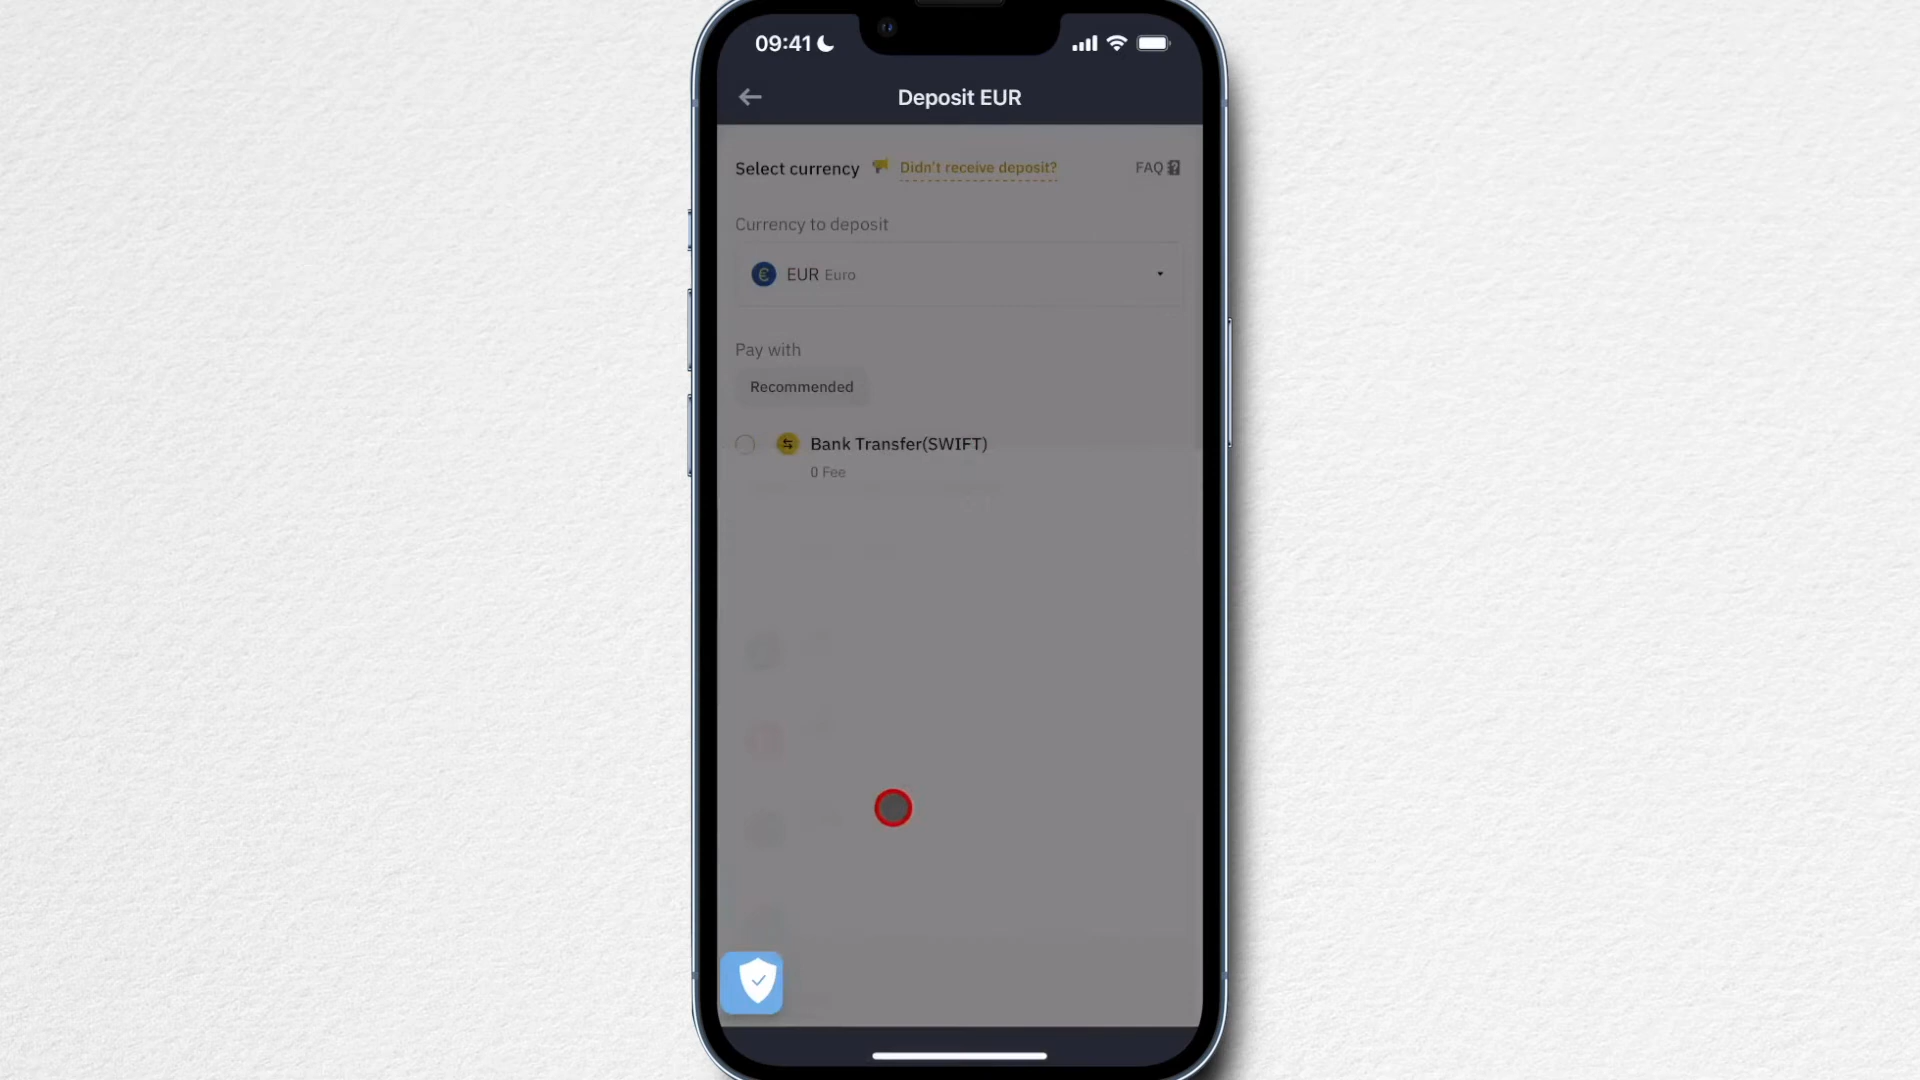 09:41
Deposit EUR
Select currency Didn't receive deposit? FAQ
Currency to deposit
EUR Euro
Pay with
Recommended
Bank Transfer(SWIFT)
0 Fee